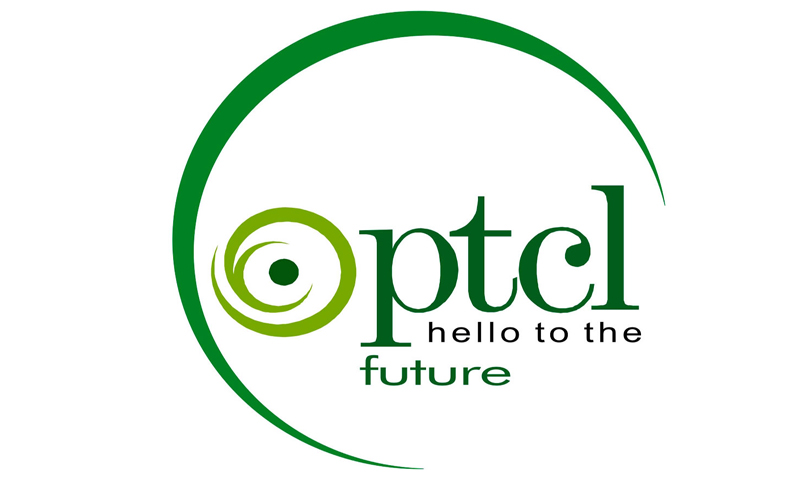 ptcl
hello to the
future